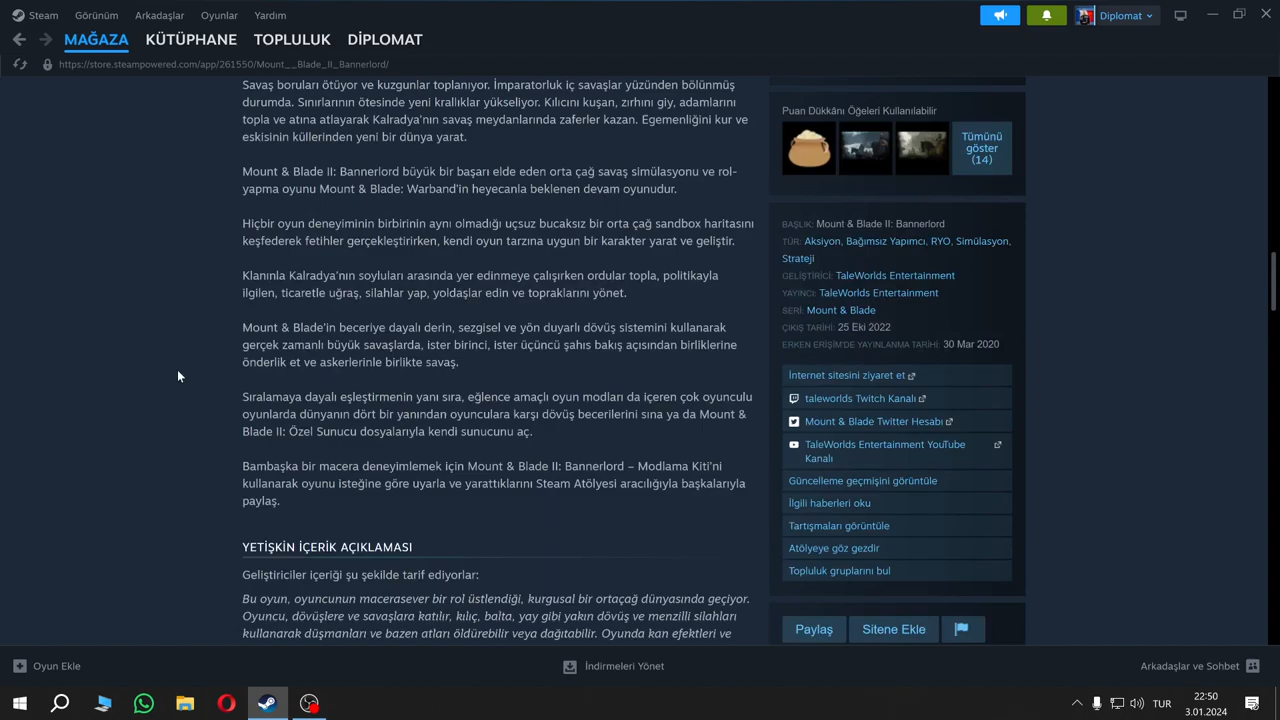 Steam Görünüm Arkadaşlar Oyunlar Yardım
Diplomat
MAĞAZA KÜTÜPHANE TOPLULUK DİPLOMAT
https://store.steampowered.com/app/261550/Mount__Blade_II_Bannerlord/
Savaş boruları ötüyor ve kuzgunlar toplanıyor. İmparatorluk iç savaşlar yüzünden bölünmüş
durumda. Sınırlarının ötesinde yeni krallıklar yükseliyor. Kılıcını kuşan, zırhını giy, adamlarını
topla ve atına atlayarak Kalradya'nın savaş meydanlarında zaferler kazan. Egemenliğini kur ve
eskisinin küllerinden yeni bir dünya yarat.
Mount & Blade II: Bannerlord büyük bir başarı elde eden orta çağ savaş simülasyonu ve rol-
yapma oyunu Mount & Blade: Warband'in heyecanla beklenen devam oyunudur.
Hiçbir oyun deneyiminin birbirinin aynı olmadığı uçsuz bucaksız bir orta çağ sandbox haritasını
keşfederek fetihler gerçekleştirirken, kendi oyun tarzına uygun bir karakter yarat ve geliştir.
Klanınla Kalradya'nın soyluları arasında yer edinmeye çalışırken ordular topla, politikayla
ilgilen, ticaretle uğraş, silahlar yap, yoldaşlar edin ve topraklarını yönet.
Mount & Blade'in beceriye dayalı derin, sezgisel ve yön duyarlı dövüş sistemini kullanarak
gerçek zamanlı büyük savaşlarda, ister birinci, ister üçüncü şahıs bakış açısından birliklerine
önderlik et ve askerlerinle birlikte savaş.
Sıralamaya dayalı eşleştirmenin yanı sıra, eğlence amaçlı oyun modları da içeren çok oyunculu
oyunlarda dünyanın dört bir yanından oyunculara karşı dövüş becerilerini sına ya da Mount &
Blade II: Özel Sunucu dosyalarıyla kendi sunucunu aç.
Bambaşka bir macera deneyimlemek için Mount & Blade II: Bannerlord – Modlama Kiti'ni
kullanarak oyunu isteğine göre uyarla ve yarattıklarını Steam Atölyesi aracılığıyla başkalarıyla
paylaş.
YETİŞKİN İÇERİK AÇIKLAMASI
Geliştiriciler içeriği şu şekilde tarif ediyorlar:
Bu oyun, oyuncunun macerasever bir rol üstlendiği, kurgusal bir ortaçağ dünyasında geçiyor.
Oyuncu, dövüşlere ve savaşlara katılır, kılıç, balta, yay gibi yakın dövüş ve menzilli silahları
kullanarak düşmanları ve bazen atları öldürebilir veya dağıtabilir. Oyunda kan efektleri ve
Puan Dükkânı Öğeleri Kullanılabilir
Tümünü
göster
(14)
BAŞLIK: Mount & Blade II: Bannerlord
TÜR: Aksiyon, Bağımsız Yapımcı, RYO, Simülasyon,
Strateji
GELİŞTİRİCİ: TaleWorlds Entertainment
YAYINCI: TaleWorlds Entertainment
SERİ: Mount & Blade
ÇIKIŞ TARİHİ: 25 Eki 2022
ERKEN ERİŞİM'DE YAYINLANMA TARİHİ: 30 Mar 2020
İnternet sitesini ziyaret et
taleworlds Twitch Kanalı
Mount & Blade Twitter Hesabı
TaleWorlds Entertainment YouTube
Kanalı
Güncelleme geçmişini görüntüle
İlgili haberleri oku
Tartışmaları görüntüle
Atölyeye göz gezdir
Topluluk gruplarını bul
Paylaş Sitene Ekle
Oyun Ekle İndirmeleri Yönet Arkadaşlar ve Sohbet
TUR
22:50
3.01.2024